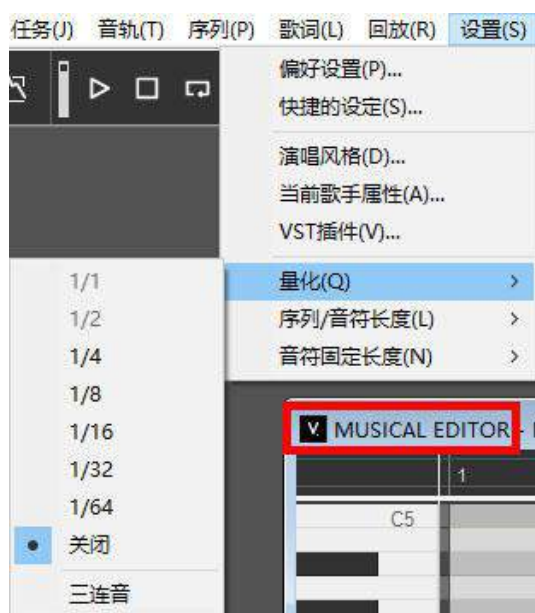 任务(J) 音轨(T) 序列(P) 歌词(L) 回放(R) 设置(S)
偏好设置(P)...
快捷的设定(S)...
演唱风格(D)...
当前歌手属性(A)...
VST插件(V)...
量化(Q)
序列/音符长度(L)
音符固定长度(N)
1/1
1/2
1/4
1/8
1/16
1/32
1/64
关闭
三连音
V MUSICAL EDITOR -
1
C5